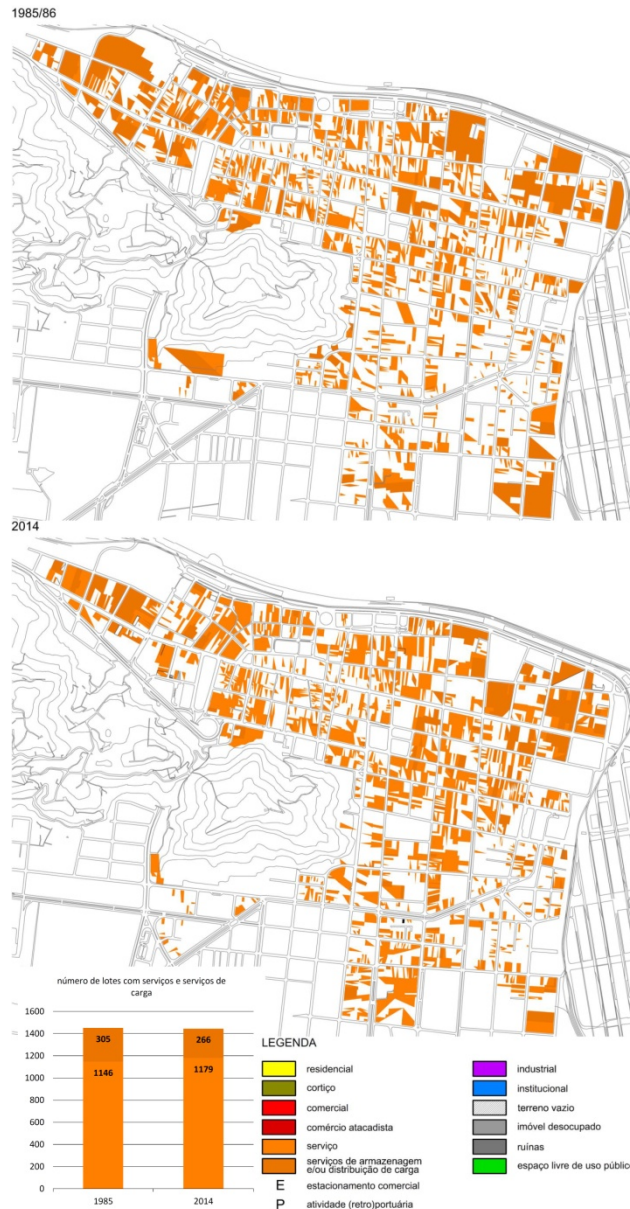 1985/86
2014
número de lotes com serviços e serviços de
carga
1600
1400
1200
1000
800
600
400
200
0
305
1146
266
1179
1985
2014
LEGENDA
residencial
cortiço
comercial
comércio atacadista
serviço
serviços de armazenagem
e/ou distribuição de carga
E estacionamento comercial
P atividade (retro)portuária
industrial
institucional
terreno vazio
imóvel desocupado
ruínas
espaço livre de uso público